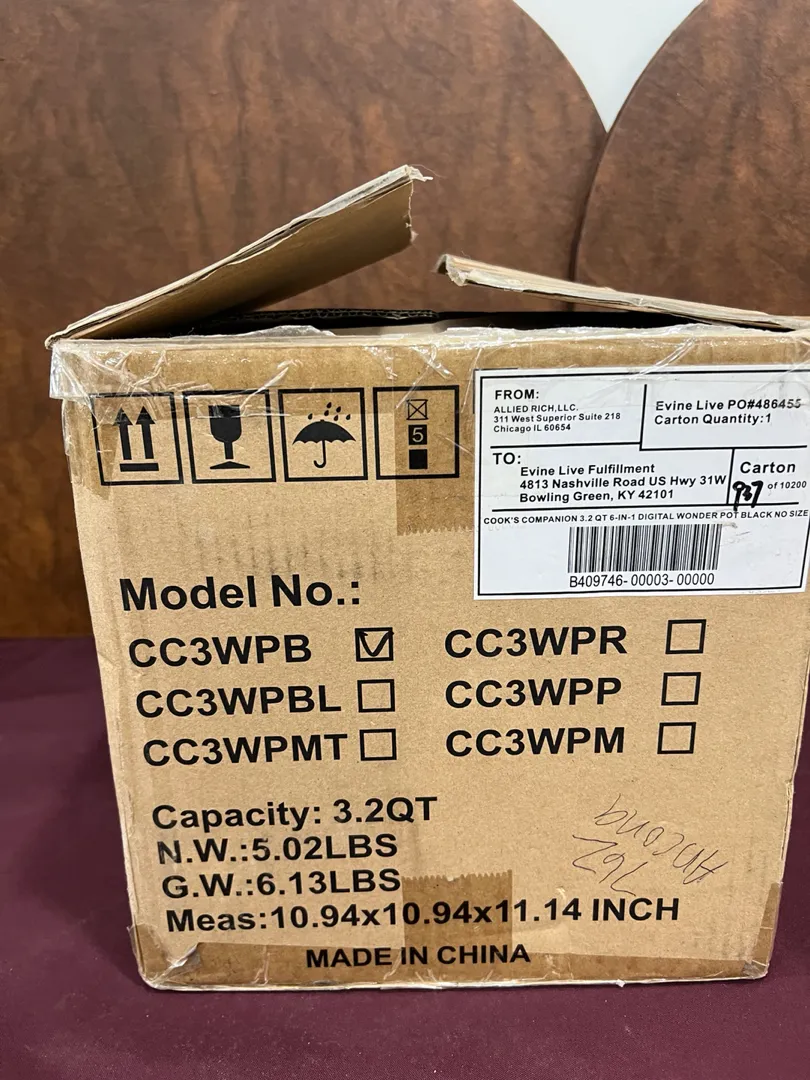 5
FROM:
ALLIED RICH,LLC.
311 West Superior Suite 218
Chicago IL 60654
Evine Live PO#486455
Carton Quantity:1
TO:
Evine Live Fulfillment
4813 Nashville Road US Hwy 31W
Bowling Green, KY 42101
Carton
937 of 10200
COOK'S COMPANION 3.2 QT 6-IN-1 DIGITAL WONDER POT BLACK NO SIZE
B409746-00003-00000
Model No.:
CC3WPB CC3WPR
CC3WPBL CC3WPP
CC3WPMT CC3WPM
Capacity: 3.2QT
N.W.:5.02LBS
G.W.:6.13LBS
Meas:10.94x10.94x11.14 INCH
MADE IN CHINA
762